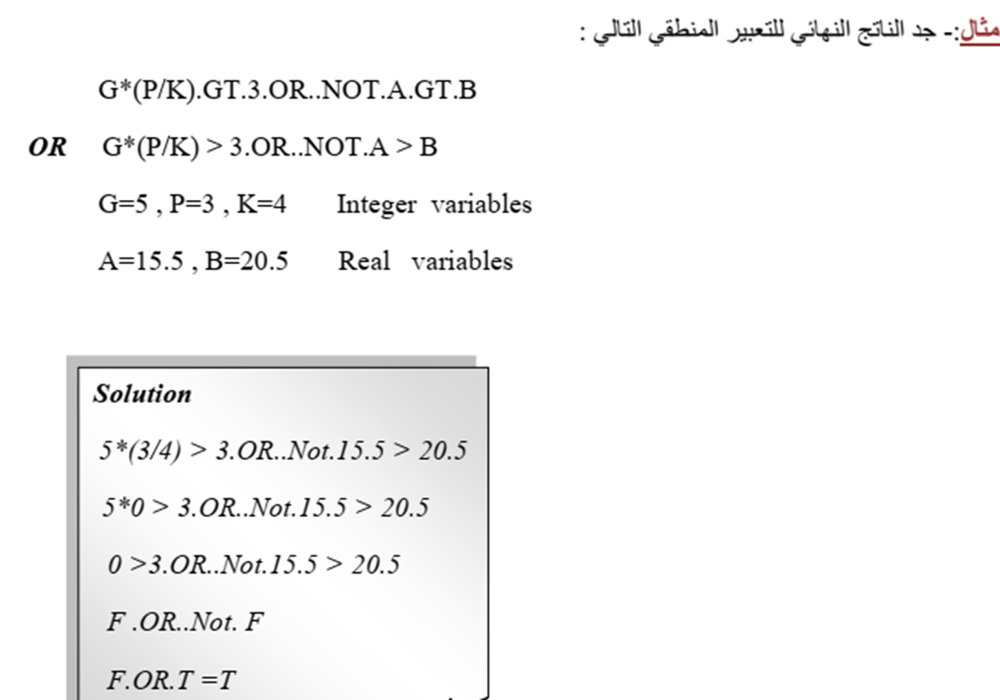 مثال:- جد الناتج النهائي للتعبير المنطقي التالي :
G*(P/K).GT.3.OR..NOT.A.GT.B
OR G*(P/K) > 3.OR..NOT.A > B
G=5 , P=3 , K=4 Integer variables
A=15.5 , B=20.5 Real variables
Solution
5*(3/4) > 3.OR..Not.15.5 > 20.5
5*0 > 3.OR..Not.15.5 > 20.5
0 >3.OR..Not.15.5 > 20.5
F .OR..Not. F
F.OR.T =T